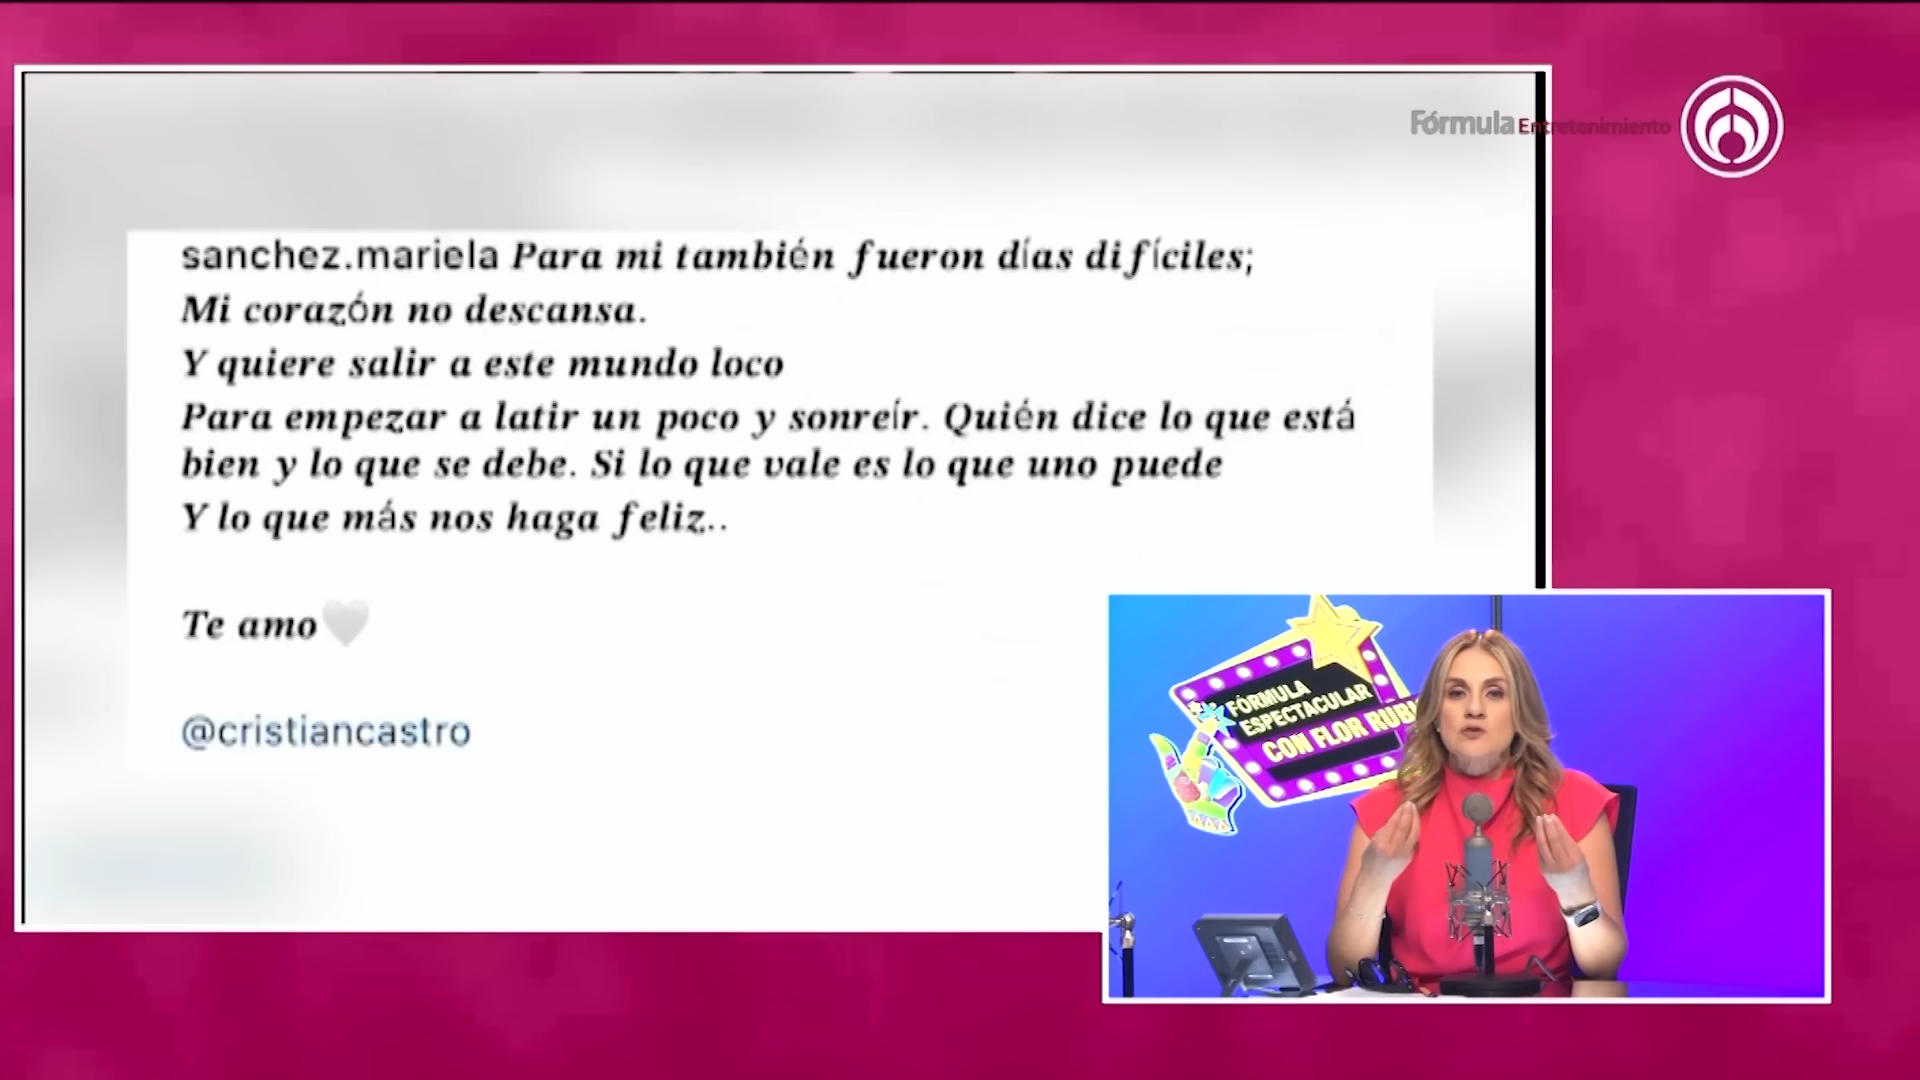 Fórmula Entretenimiento
sanchez.mariela Para mi también fueron días difíciles;
Mi corazón no descansa.
Y quiere salir a este mundo loco
Para empezar a latir un poco y sonreír. Quién dice lo que está
bien y lo que se debe. Si lo que vale es lo que uno puede
Y lo que más nos haga feliz..
Te amo
@cristiancastro
FÓRMULA
ESPECTACULAR
CON FLOR RUBI